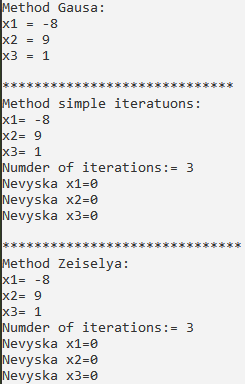 Method Gausa:
x1 = -8
x2 = 9
x3 = 1
*****************************
Method simple iteratuons:
x1= -8
x2= 9
x3= 1
Numder of iterations:= 3
Nevyska x1=0
Nevyska x2=0
Nevyska x3=0
******************************
Method Zeiselya:
x1= -8
x2= 9
x3= 1
Numder of iterations:= 3
Nevyska x1=0
Nevyska x2=0
Nevyska x3=0